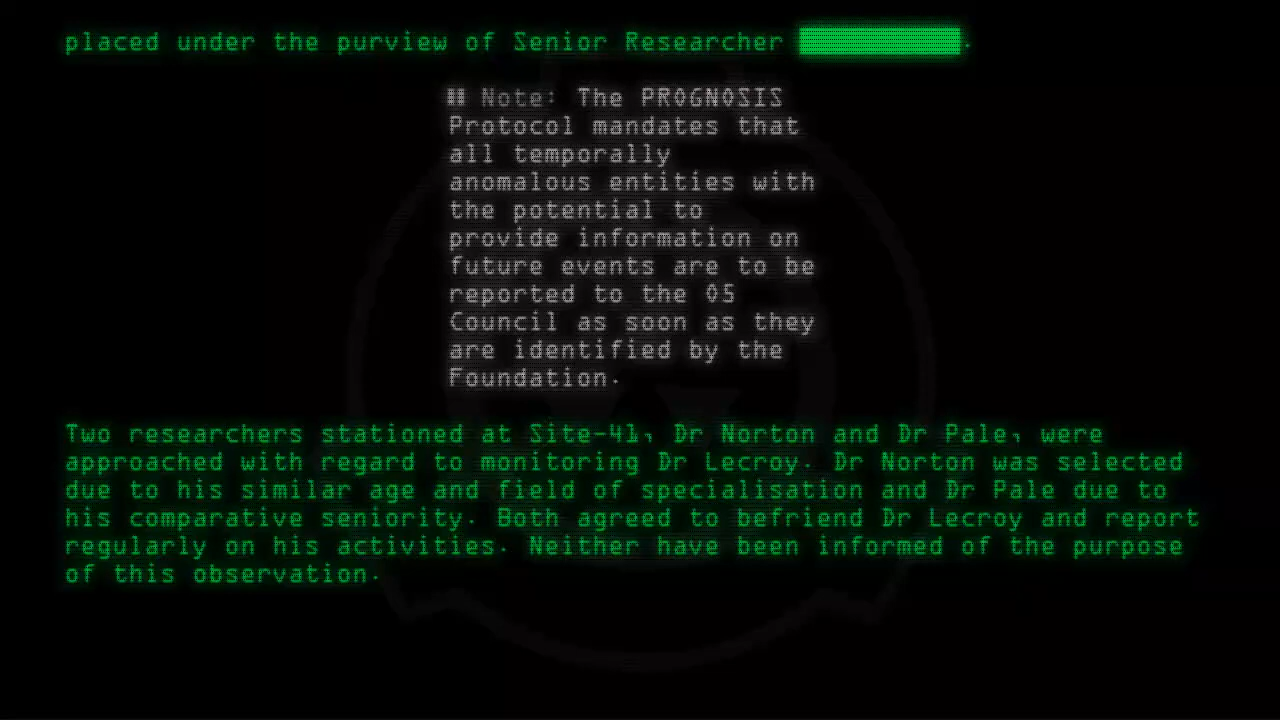 placed under the purview of Senior Researcher ██████████.
## Note: The PROGNOSIS
Protocol mandates that
all temporally
anomalous entities with
the potential to
provide information on
future events are to be
reported to the O5
Council as soon as they
are identified by the
Foundation.
Two researchers stationed at Site-41, Dr Norton and Dr Pale, were
approached with regard to monitoring Dr Lecroy. Dr Norton was selected
due to his similar age and field of specialisation and Dr Pale due to
his comparative seniority. Both agreed to befriend Dr Lecroy and report
regularly on his activities. Neither have been informed of the purpose
of this observation.